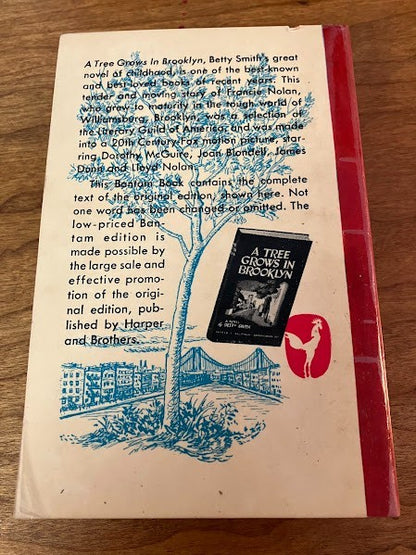 A Tree Grows In Brooklyn, Betty Smith's great
novel of childhood, is one of the best-known
and best-loved books of recent years. This
tender and moving story of Francie Nolan,
who grew to maturity in the tough world of
Williamsburg, Brooklyn, was a selection of
the Literary Guild of America, and was made
into a 20th Century-Fox motion picture, star-
ring Dorothy McGuire, Joan Blondell, James
Dunn and Lloyd Nolan.
This Bantam Book contains the complete
text of the original edition, shown here. Not
one word has been changed or omitted. The
low-priced Ban-
tam edition is
made possible by
the large sale and
effective promo-
tion of the origi-
nal edition, pub-
lished by Harper
and Brothers.
A TREE
GROWS IN
BROOKLYN
A NOVEL
By BETTY SMITH